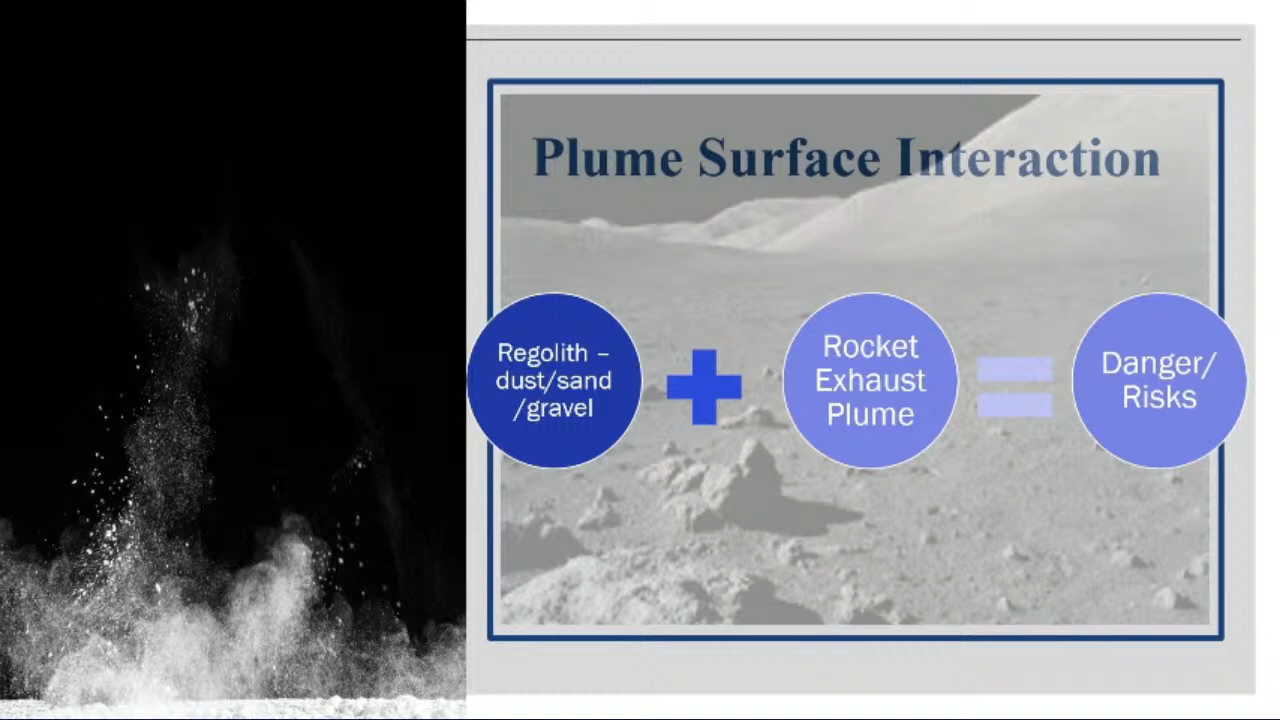 Plume Surface Interaction
Regolith –
dust/sand
/gravel
Rocket
Exhaust
Plume
Danger/
Risks